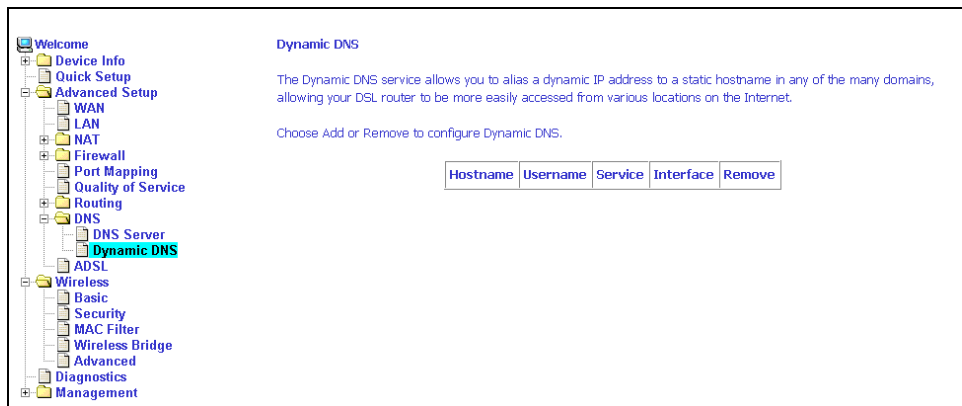 Welcome
Device Info
Quick Setup
Advanced Setup
WAN
LAN
NAT
Firewall
Port Mapping
Quality of Service
Routing
DNS
DNS Server
Dynamic DNS
ADSL
Wireless
Basic
Security
MAC Filter
Wireless Bridge
Advanced
Diagnostics
Management
Dynamic DNS
The Dynamic DNS service allows you to alias a dynamic IP address to a static hostname in any of the many domains,
allowing your DSL router to be more easily accessed from various locations on the Internet.
Choose Add or Remove to configure Dynamic DNS.
Hostname Username Service Interface Remove